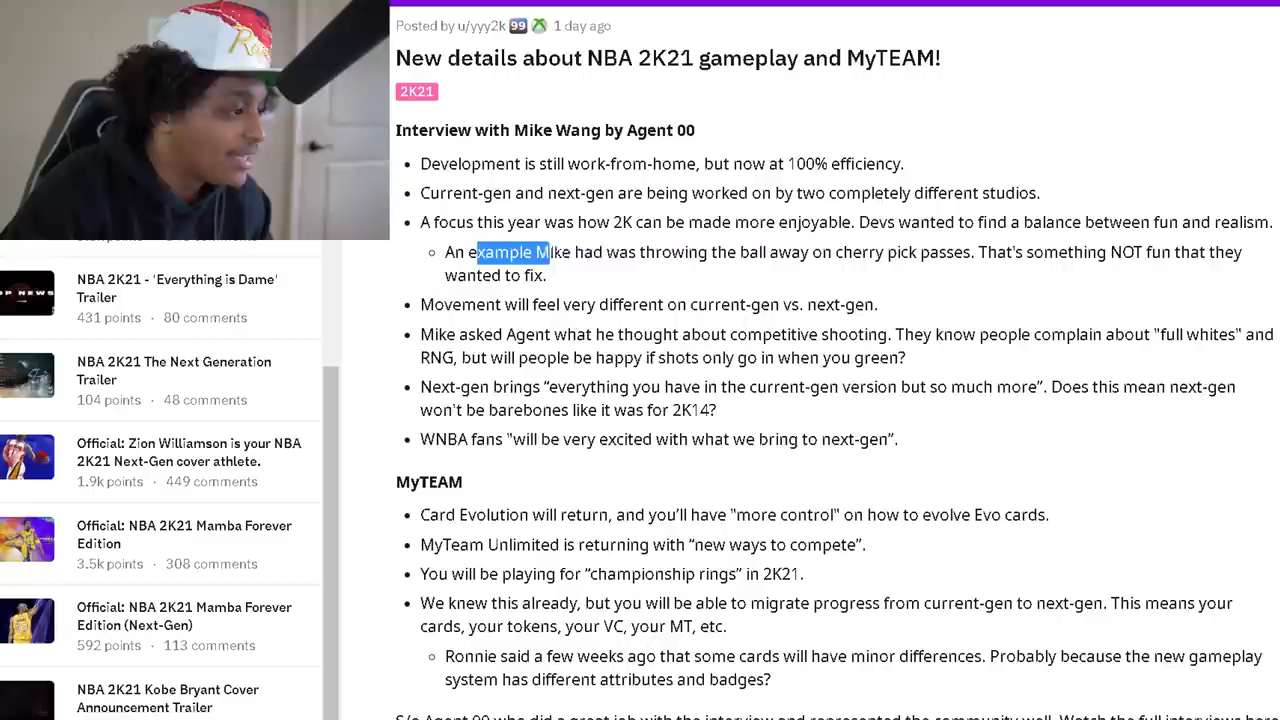 Posted by u/yyy2k 99 1 day ago
New details about NBA 2K21 gameplay and MyTEAM!
2K21
Interview with Mike Wang by Agent 00
Development is still work-from-home, but now at 100% efficiency.
Current-gen and next-gen are being worked on by two completely different studios.
A focus this year was how 2K can be made more enjoyable. Devs wanted to find a balance between fun and realism.
An example Mike had was throwing the ball away on cherry pick passes. That's something NOT fun that they
wanted to fix.
Movement will feel very different on current-gen vs. next-gen.
Mike asked Agent what he thought about competitive shooting. They know people complain about "full whites" and
RNG, but will people be happy if shots only go in when you green?
Next-gen brings “everything you have in the current-gen version but so much more”. Does this mean next-gen
won't be barebones like it was for 2K14?
WNBA fans "will be very excited with what we bring to next-gen”.
MyTEAM
Card Evolution will return, and you’ll have "more control" on how to evolve Evo cards.
MyTeam Unlimited is returning with “new ways to compete”.
You will be playing for “championship rings” in 2K21.
We knew this already, but you will be able to migrate progress from current-gen to next-gen. This means your
cards, your tokens, your VC, your MT, etc.
Ronnie said a few weeks ago that some cards will have minor differences. Probably because the new gameplay
system has different attributes and badges?
NBA 2K21 - 'Everything is Dame'
Trailer
431 points · 80 comments
NBA 2K21 The Next Generation
Trailer
104 points · 48 comments
Official: Zion Williamson is your NBA
2K21 Next-Gen cover athlete.
1.9k points · 449 comments
Official: NBA 2K21 Mamba Forever
Edition
3.5k points · 308 comments
Official: NBA 2K21 Mamba Forever
Edition (Next-Gen)
592 points · 113 comments
NBA 2K21 Kobe Bryant Cover
Announcement Trailer